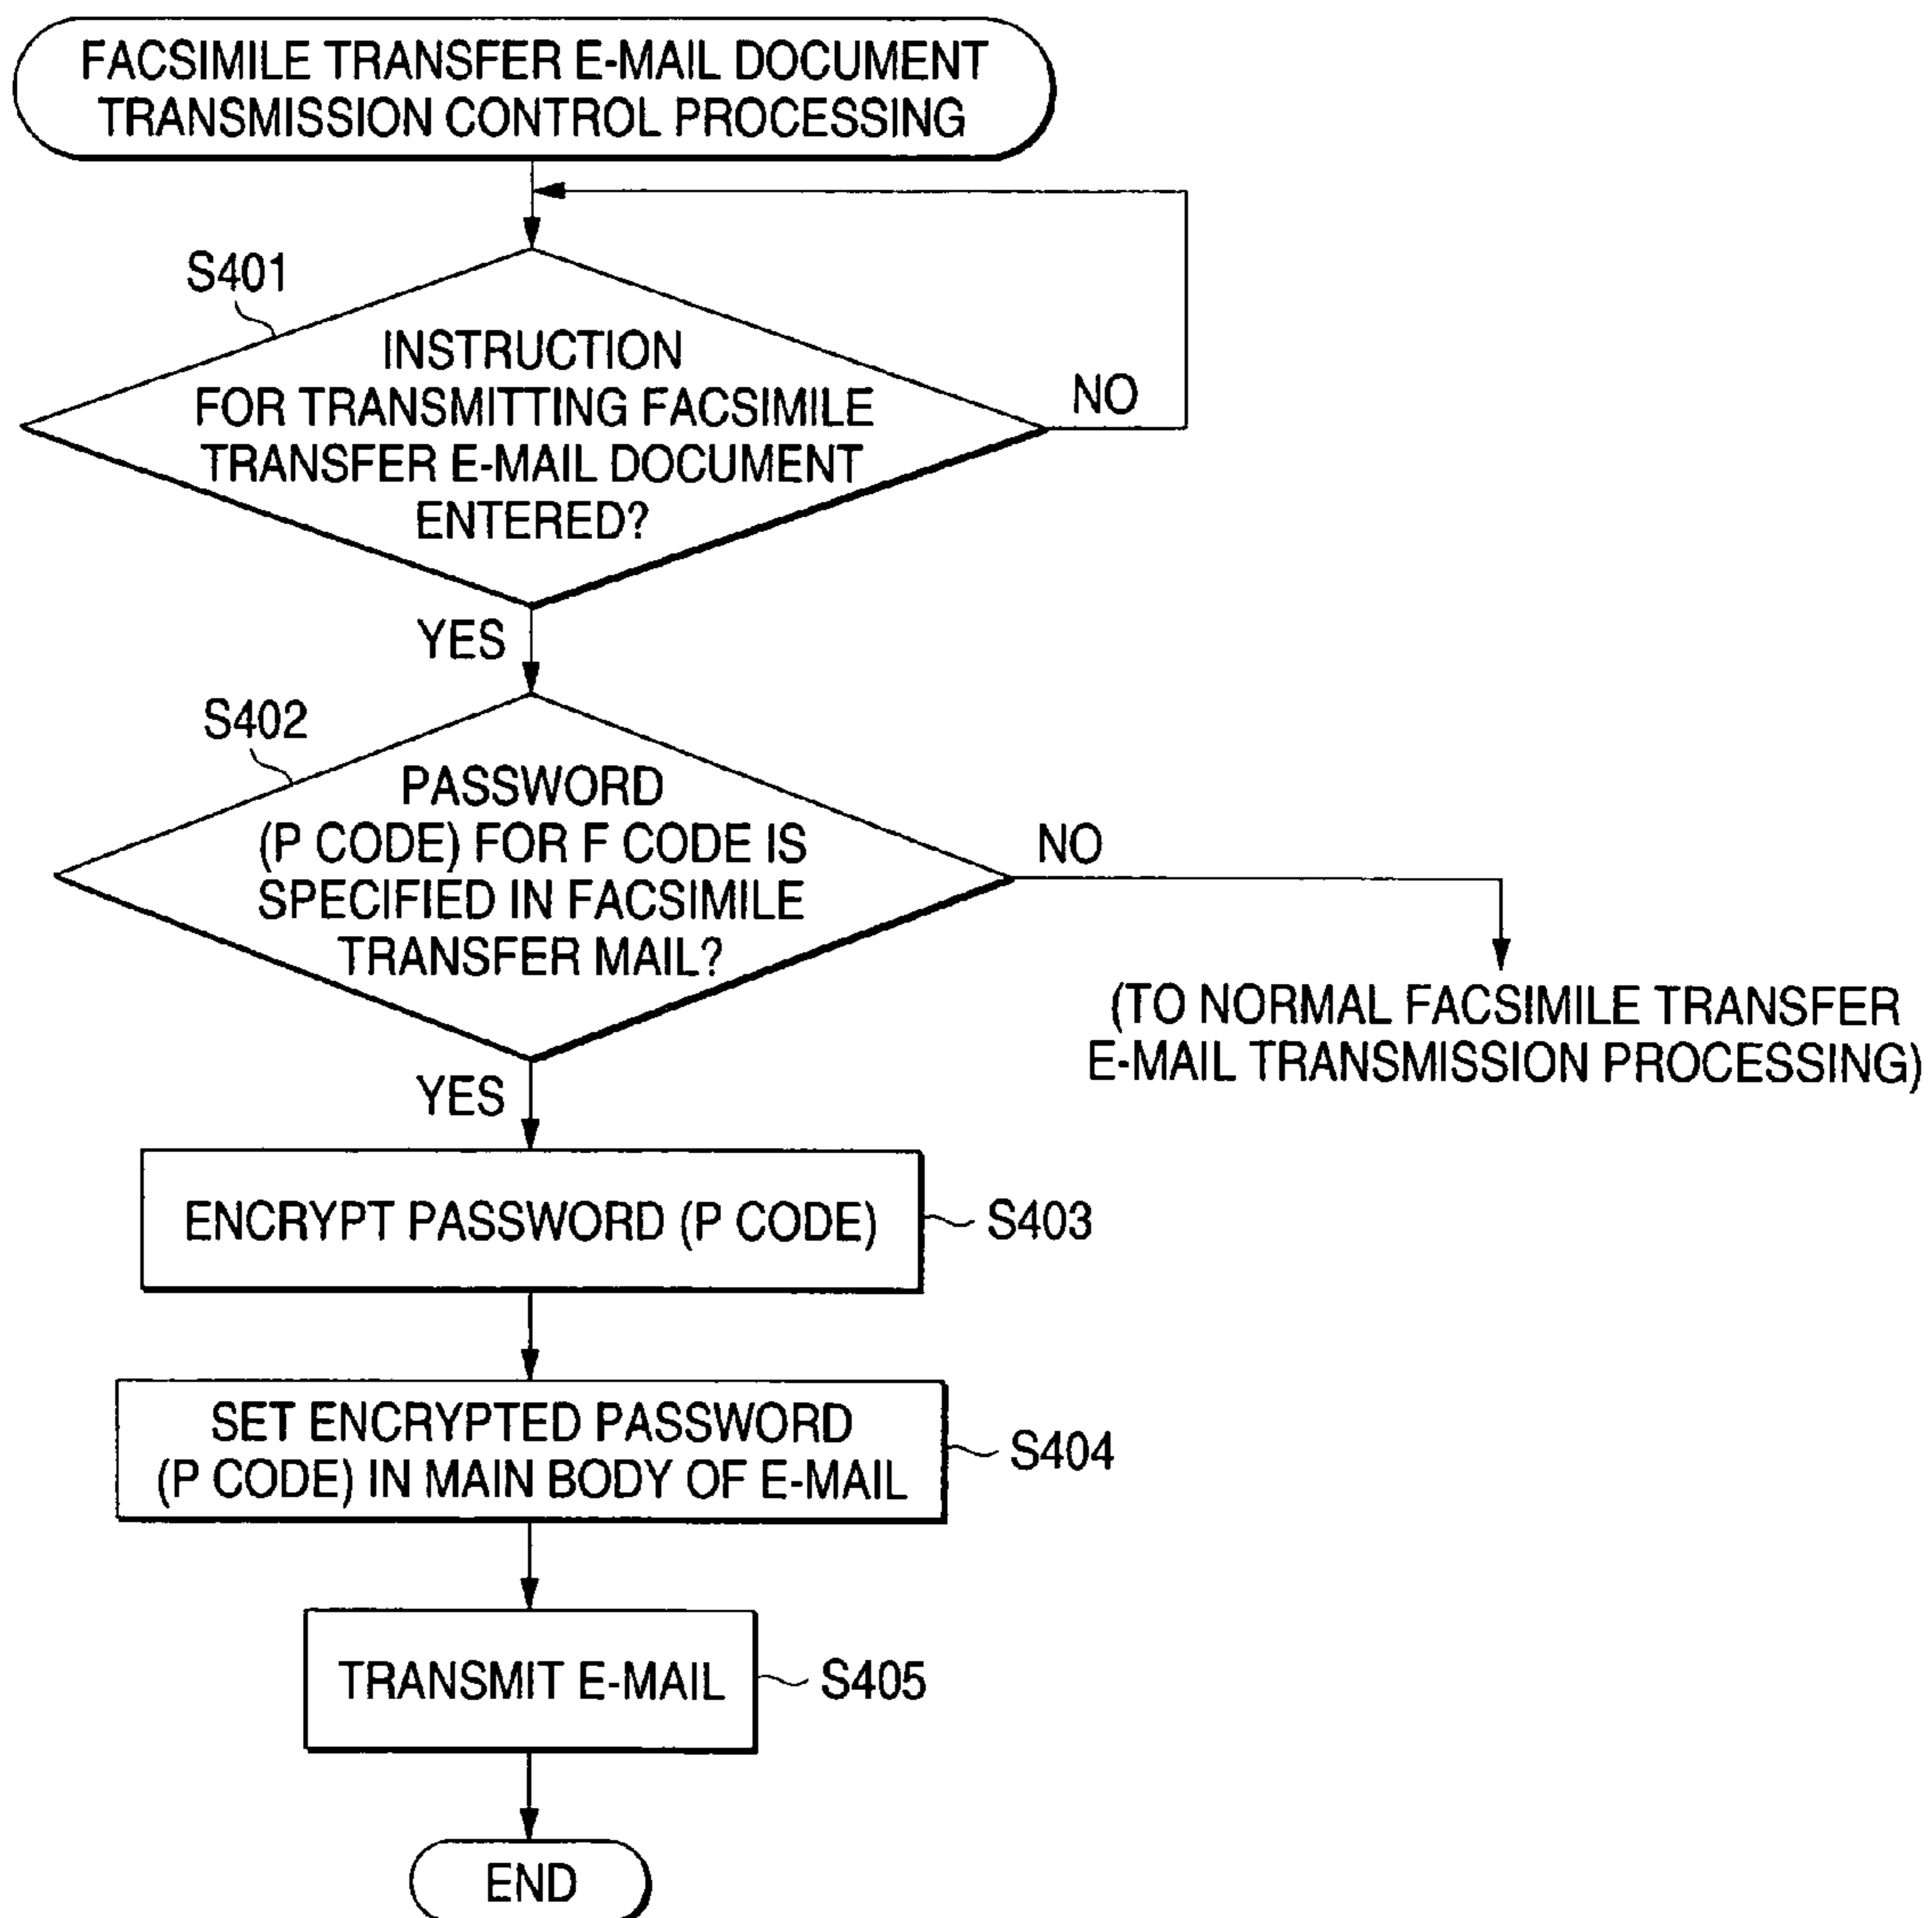 FACSIMILE TRANSFER E-MAIL DOCUMENT
TRANSMISSION CONTROL PROCESSING
S401
INSTRUCTION
FOR TRANSMITTING FACSIMILE
TRANSFER E-MAIL DOCUMENT
ENTERED?
NO
YES
S402
PASSWORD
(P CODE) FOR F CODE IS
SPECIFIED IN FACSIMILE
TRANSFER MAIL?
NO
(TO NORMAL FACSIMILE TRANSFER
E-MAIL TRANSMISSION PROCESSING)
YES
ENCRYPT PASSWORD (P CODE)
S403
SET ENCRYPTED PASSWORD
(P CODE) IN MAIN BODY OF E-MAIL
S404
TRANSMIT E-MAIL
S405
END